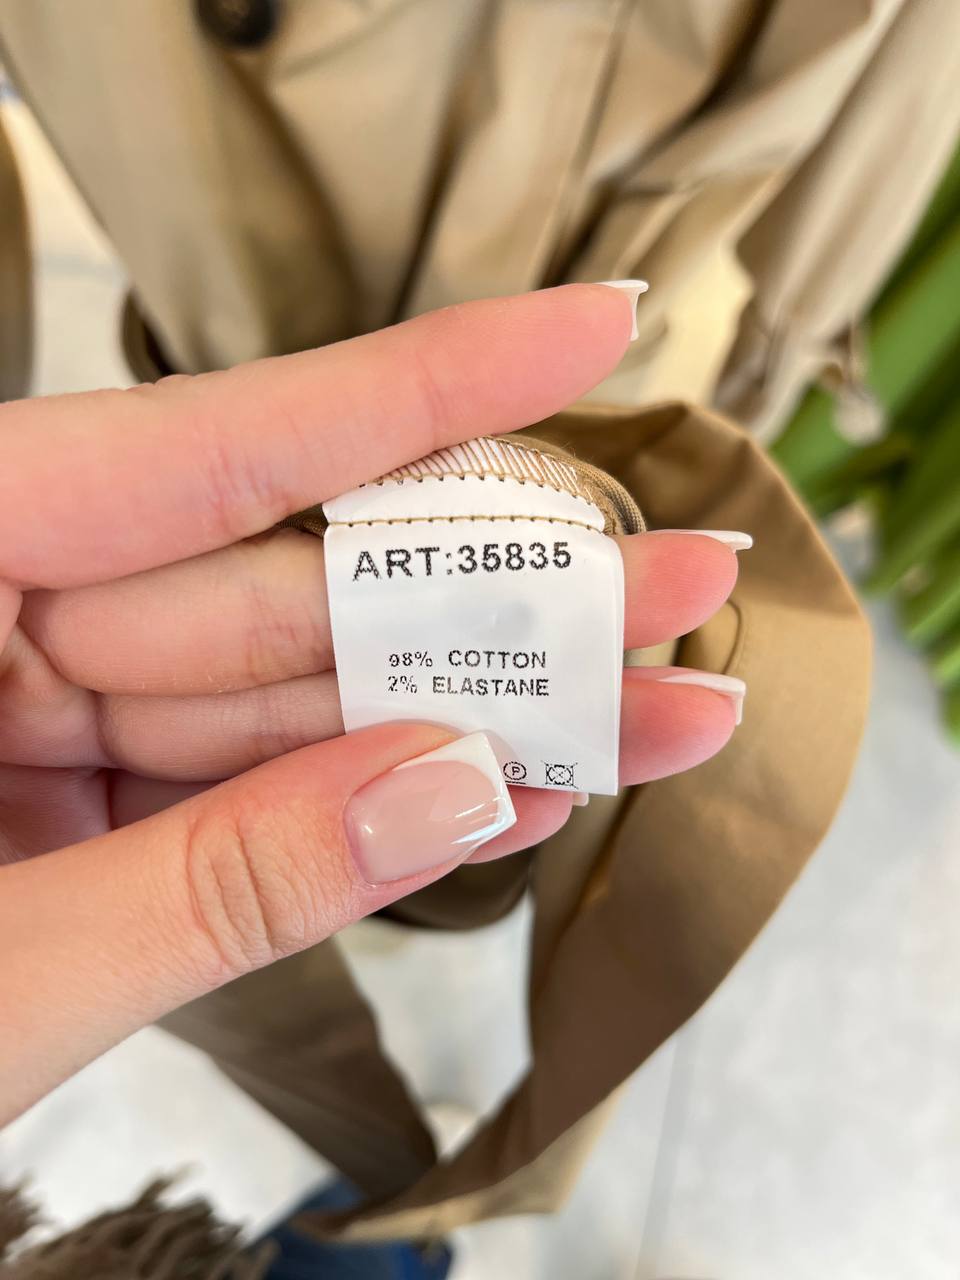 ART:35835
98% COTTON
2% ELASTANE
P